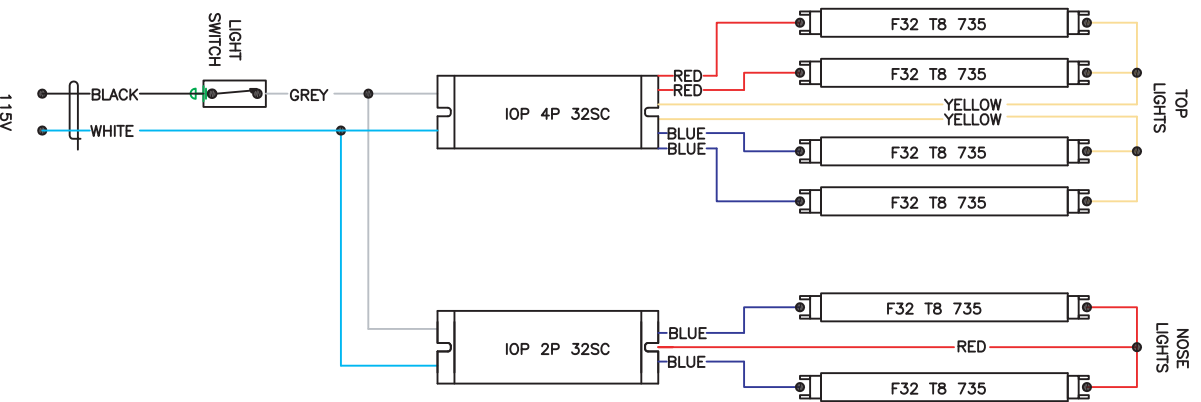 LIGHT
SWITCH
115V
BLACK
WHITE
GREY
IOP 4P 32SC
RED
RED
YELLOW
YELLOW
BLUE
BLUE
F32 T8 735
F32 T8 735
F32 T8 735
F32 T8 735
TOP
LIGHTS
IOP 2P 32SC
BLUE
RED
BLUE
F32 T8 735
F32 T8 735
NOSE
LIGHTS